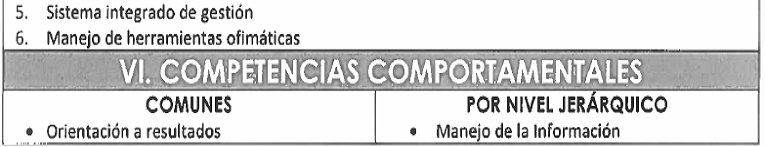 5. Sistema integrado de gestión
6. Manejo de herramientas ofimáticas
VI. COMPETENCIAS COMPORTAMENTALES
COMUNES
POR NIVEL JERÁRQUICO
• Orientación a resultados
• Manejo de la Información